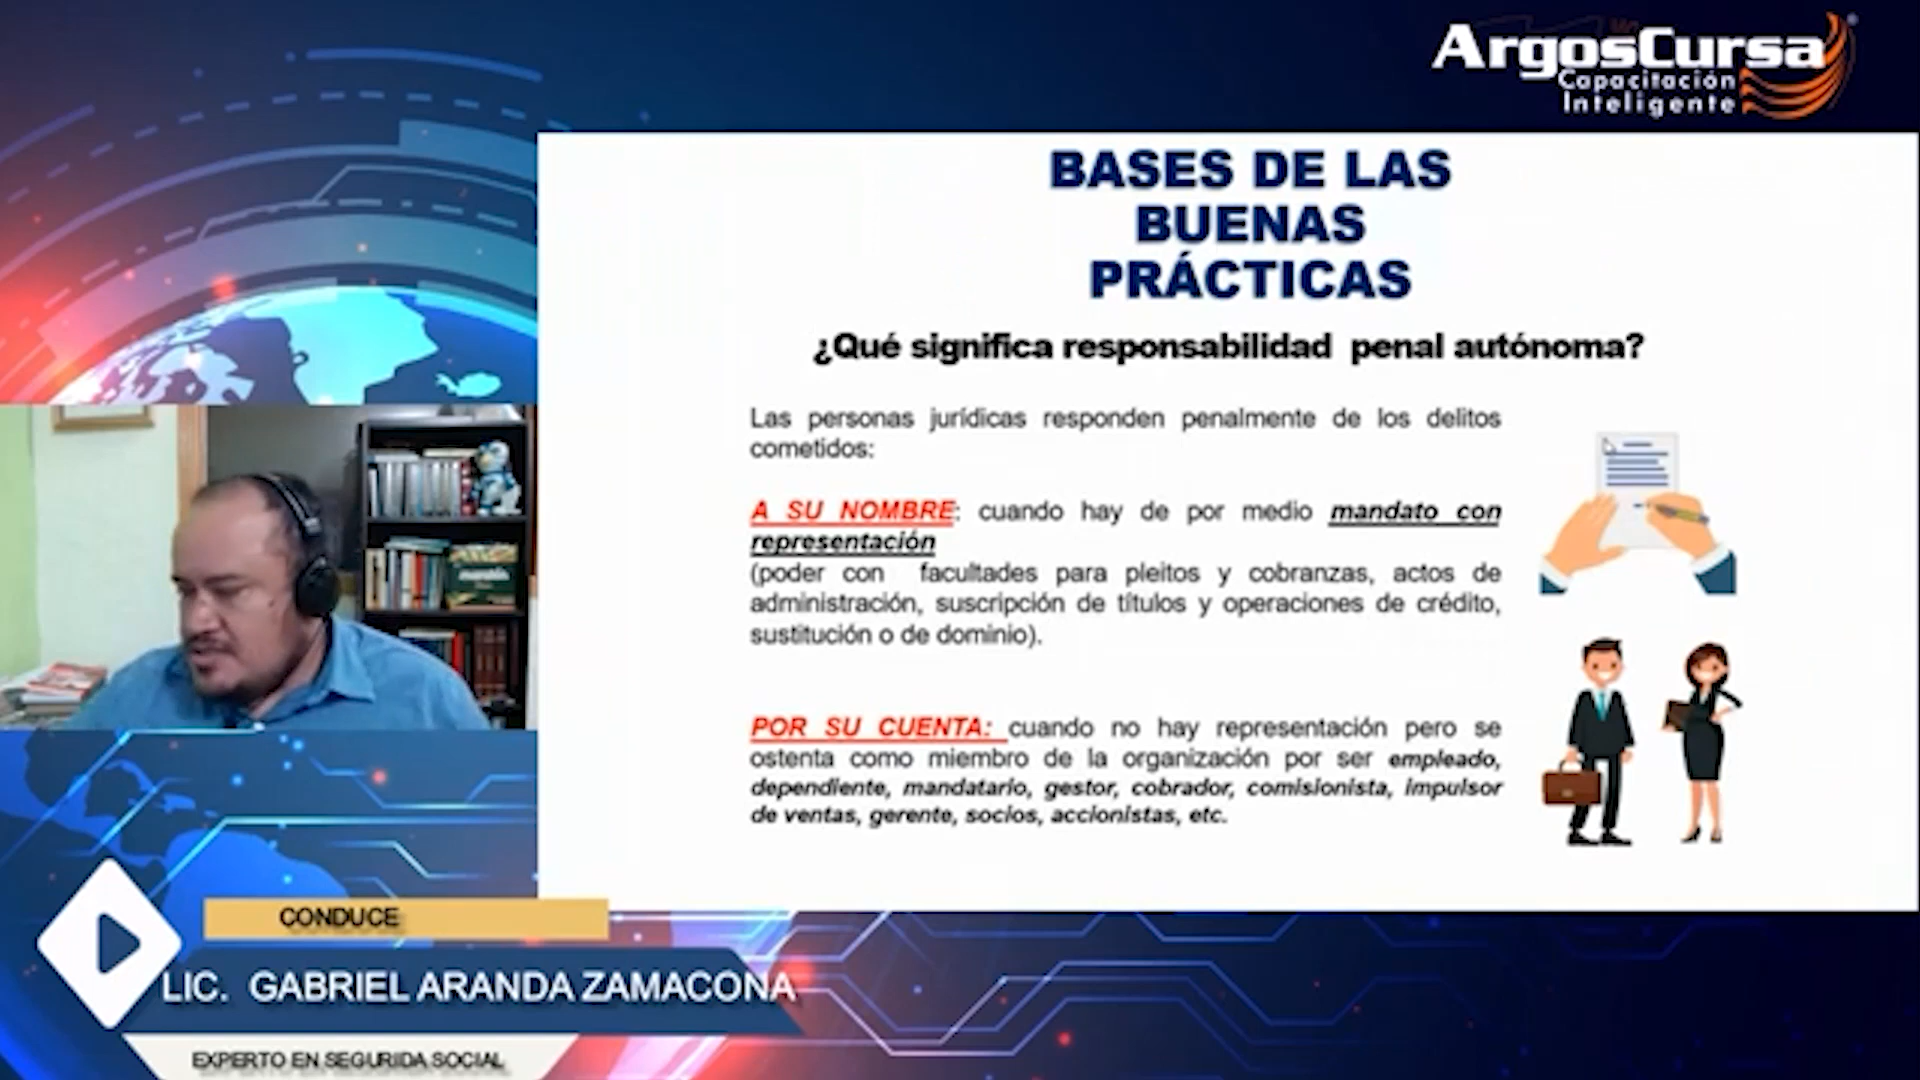 ArgosCursa
Capacitación
Inteligente
BASES DE LAS
BUENAS
PRÁCTICAS
¿Qué significa responsabilidad penal autónoma?
Las personas jurídicas responden penalmente de los delitos
cometidos:
A SU NOMBRE: cuando hay de por medio mandato con
representación
(poder con facultades para pleitos y cobranzas, actos de
administración, suscripción de títulos y operaciones de crédito,
sustitución o de dominio).
POR SU CUENTA: cuando no hay representación pero se
ostenta como miembro de la organización por ser empleado,
dependiente, mandatario, gestor, cobrador, comisionista, impulsor
de ventas, gerente, socios, accionistas, etc.
CONDUCE
LIC. GABRIEL ARANDA ZAMACONA
EXPERTO EN SEGURIDA SOCIAL